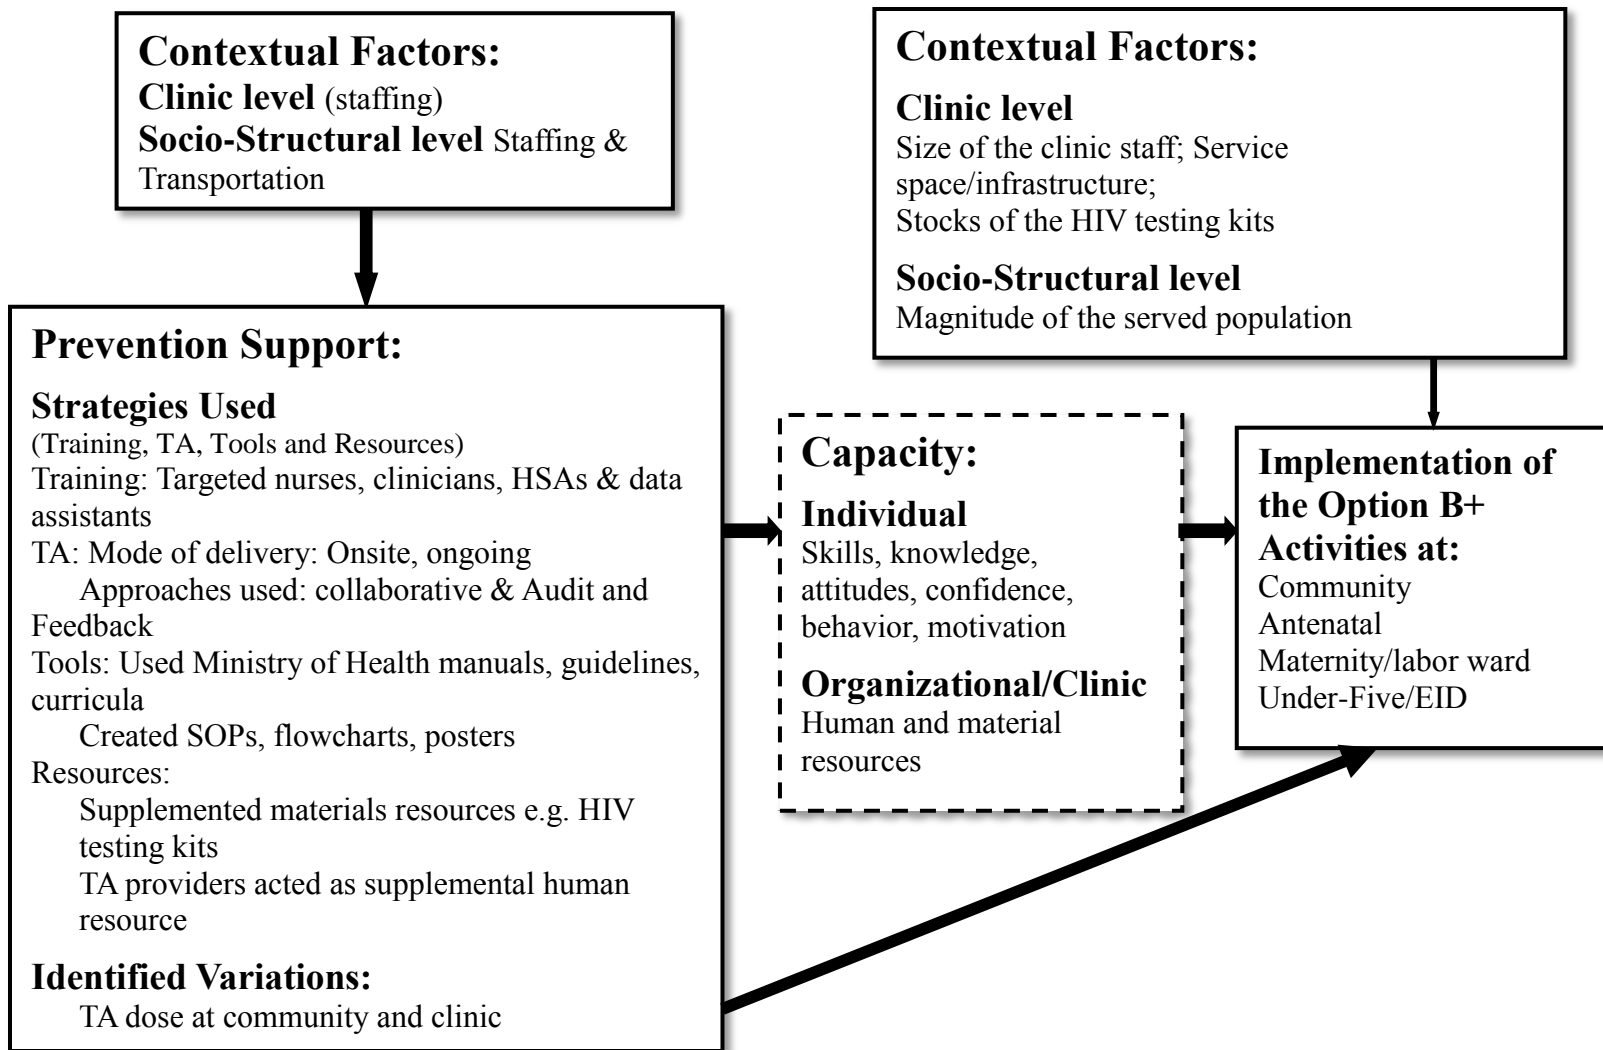 Contextual Factors:
Clinic level (staffing)
Socio-Structural level Staffing &
Transportation
Contextual Factors:
Clinic level
Size of the clinic staff; Service
space/infrastructure;
Stocks of the HIV testing kits
Socio-Structural level
Magnitude of the served population
Prevention Support:
Strategies Used
(Training, TA, Tools and Resources)
Training: Targeted nurses, clinicians, HSAs & data
assistants
TA: Mode of delivery: Onsite, ongoing
Approaches used: collaborative & Audit and
Feedback
Tools: Used Ministry of Health manuals, guidelines,
curricula
Created SOPs, flowcharts, posters
Resources:
Supplemented materials resources e.g. HIV
testing kits
TA providers acted as supplemental human
resource
Identified Variations:
TA dose at community and clinic
Capacity:
Individual
Skills, knowledge,
attitudes, confidence,
behavior, motivation
Organizational/Clinic
Human and material
resources
Implementation of
the Option B+
Activities at:
Community
Antenatal
Maternity/labor ward
Under-Five/EID